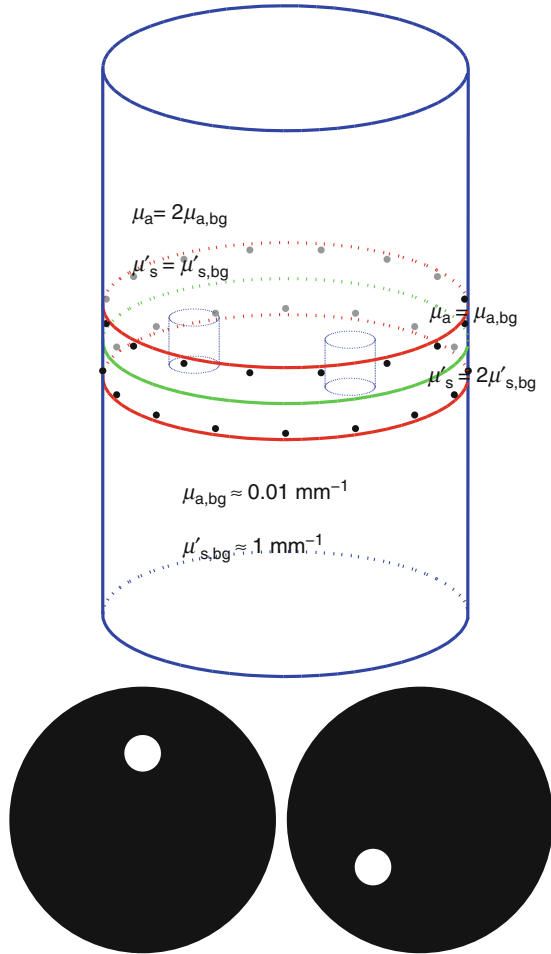 μa= 2μa,bg
μ′s = μ′s,bg
μa = μa,bg
μ′s = 2μ′s,bg
μa,bg ≈ 0.01 mm−1
μ′s,bg ≈ 1 mm−1